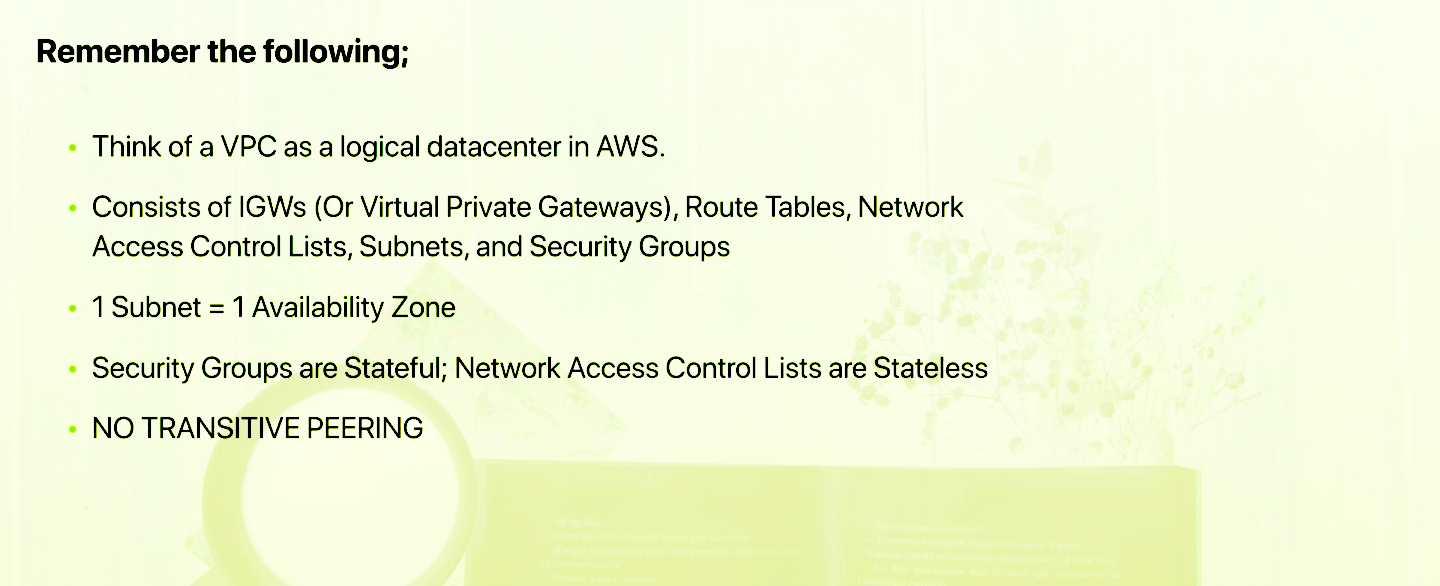 Remember the following;
Think of a VPC as a logical datacenter in AWS.
Consists of IGWs (Or Virtual Private Gateways), Route Tables, Network
Access Control Lists, Subnets, and Security Groups
1 Subnet = 1 Availability Zone
Security Groups are Stateful; Network Access Control Lists are Stateless
NO TRANSITIVE PEERING